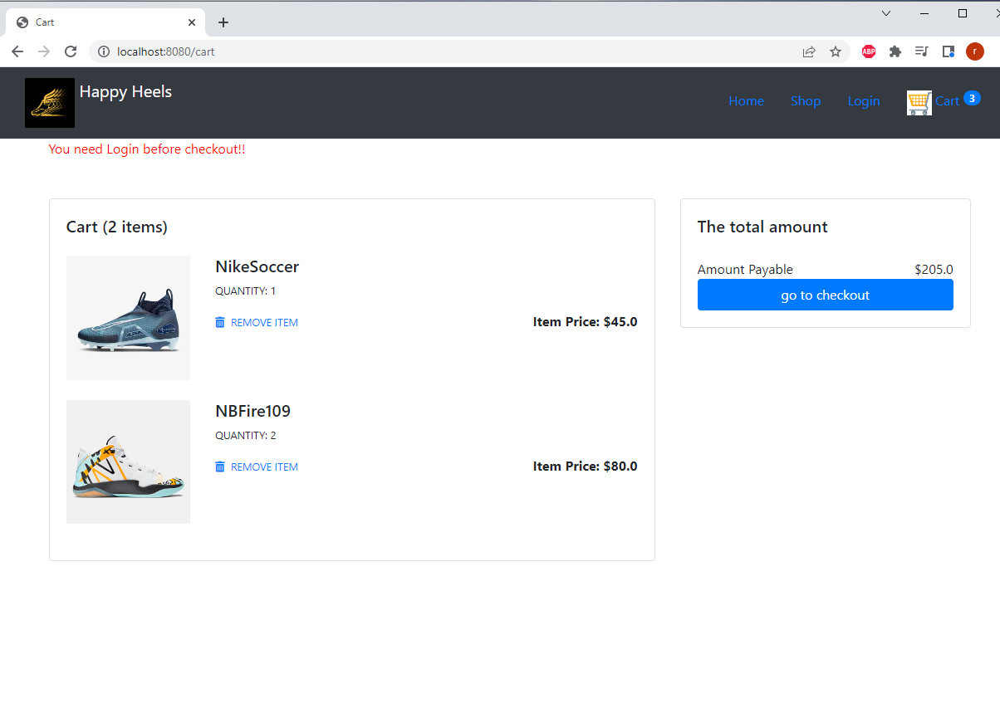 Cart
localhost:8080/cart
ABP
r
Happy Heels
Home
Shop
Login
Cart 3
You need Login before checkout!!
Cart (2 items)
NikeSoccer
QUANTITY: 1
REMOVE ITEM
Item Price: $45.0
NBFire109
QUANTITY: 2
REMOVE ITEM
Item Price: $80.0
The total amount
Amount Payable $205.0
go to checkout